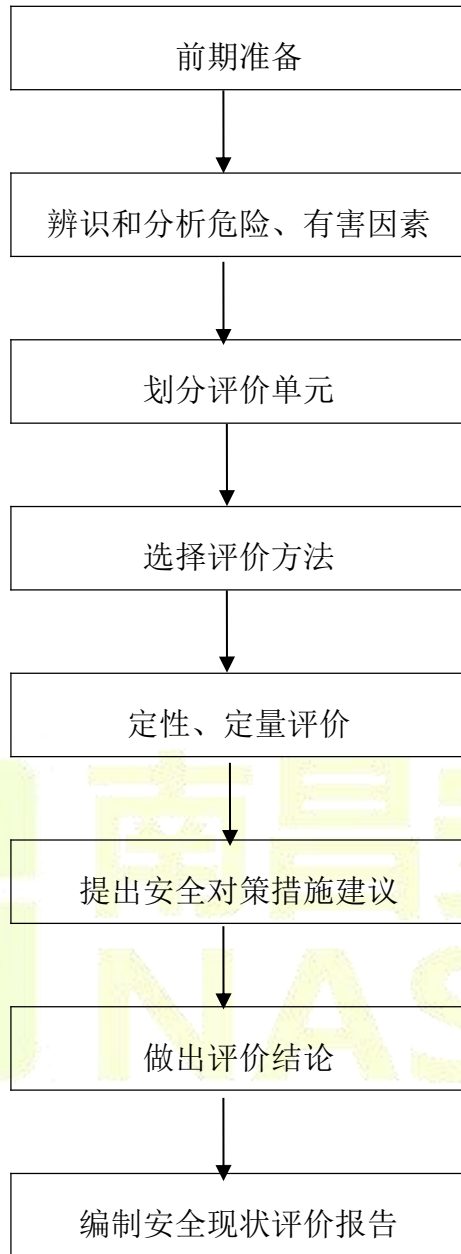 前期准备
辨识和分析危险、有害因素
划分评价单元
选择评价方法
定性、定量评价
南昌
提出安全对策措施建议
NAS
做出评价结论
编制安全现状评价报告